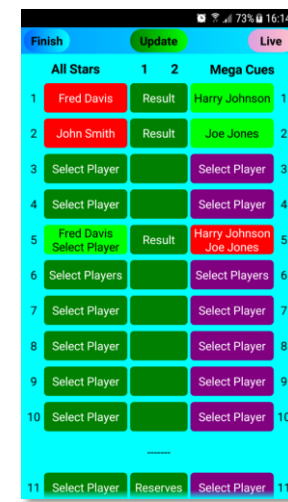 73% 16:14
Finish Update Live
All Stars 1 2 Mega Cues
1 Fred Davis Result Harry Johnson 1
2 John Smith Result Joe Jones 2
3 Select Player Select Player 3
4 Select Player Select Player 4
5 Fred Davis Select Player Result Harry Johnson Joe Jones 5
6 Select Players Select Players 6
7 Select Player Select Player 7
8 Select Player Select Player 8
9 Select Player Select Player 9
10 Select Player Select Player 10
-------
11 Select Player Reserves Select Player 11